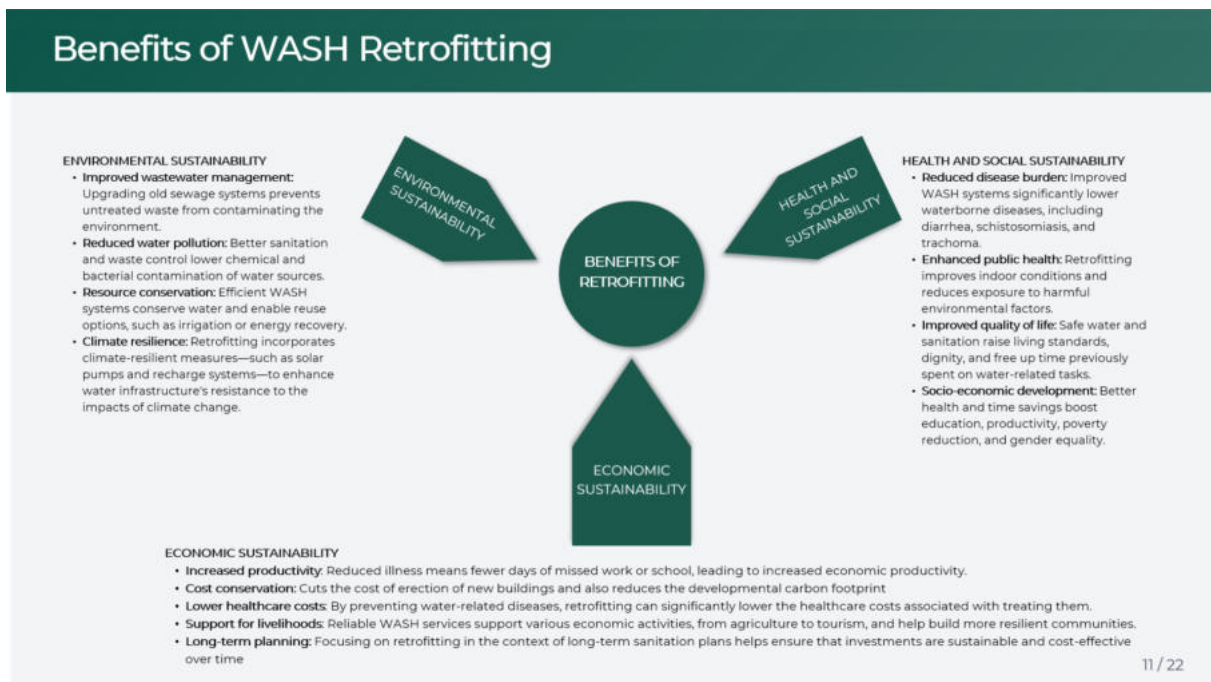 Benefits of WASH Retrofitting
ENVIRONMENTAL SUSTAINABILITY
• Improved wastewater management:
Upgrading old sewage systems prevents
untreated waste from contaminating the
environment.
• Reduced water pollution: Better sanitation
and waste control lower chemical and
bacterial contamination of water sources.
• Resource conservation: Efficient WASH
systems conserve water and enable reuse
options, such as irrigation or energy recovery.
• Climate resilience: Retrofitting incorporates
climate-resilient measures—such as solar
pumps and recharge systems—to enhance
water infrastructure's resistance to the
impacts of climate change.
ENVIRONMENTAL
SUSTAINABILITY
BENEFITS OF
RETROFITTING
HEALTH AND
SOCIAL
SUSTAINABILITY
HEALTH AND SOCIAL SUSTAINABILITY
• Reduced disease burden: Improved
WASH systems significantly lower
waterborne diseases, including
diarrhea, schistosomiasis, and
trachoma.
• Enhanced public health: Retrofitting
improves indoor conditions and
reduces exposure to harmful
environmental factors.
• Improved quality of life: Safe water and
sanitation raise living standards,
dignity, and free up time previously
spent on water-related tasks.
• Socio-economic development: Better
health and time savings boost
education, productivity, poverty
reduction, and gender equality.
ECONOMIC
SUSTAINABILITY
ECONOMIC SUSTAINABILITY
• Increased productivity: Reduced illness means fewer days of missed work or school, leading to increased economic productivity.
• Cost conservation: Cuts the cost of erection of new buildings and also reduces the developmental carbon footprint
• Lower healthcare costs: By preventing water-related diseases, retrofitting can significantly lower the healthcare costs associated with treating them.
• Support for livelihoods: Reliable WASH services support various economic activities, from agriculture to tourism, and help build more resilient communities.
• Long-term planning: Focusing on retrofitting in the context of long-term sanitation plans helps ensure that investments are sustainable and cost-effective
over time
11 / 22